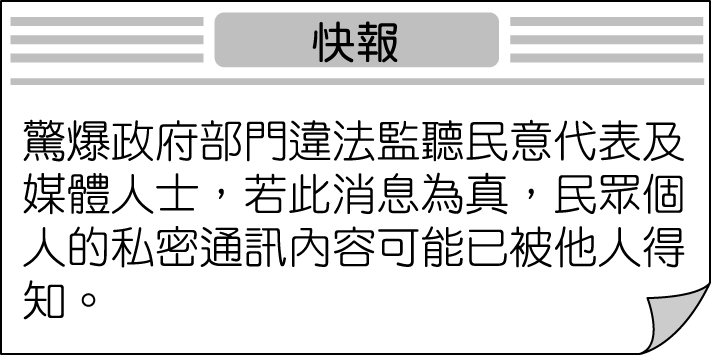 快報
驚爆政府部門違法監聽民意代表及
媒體人士，若此消息為真，民眾個
人的私密通訊內容可能已被他人得
知。